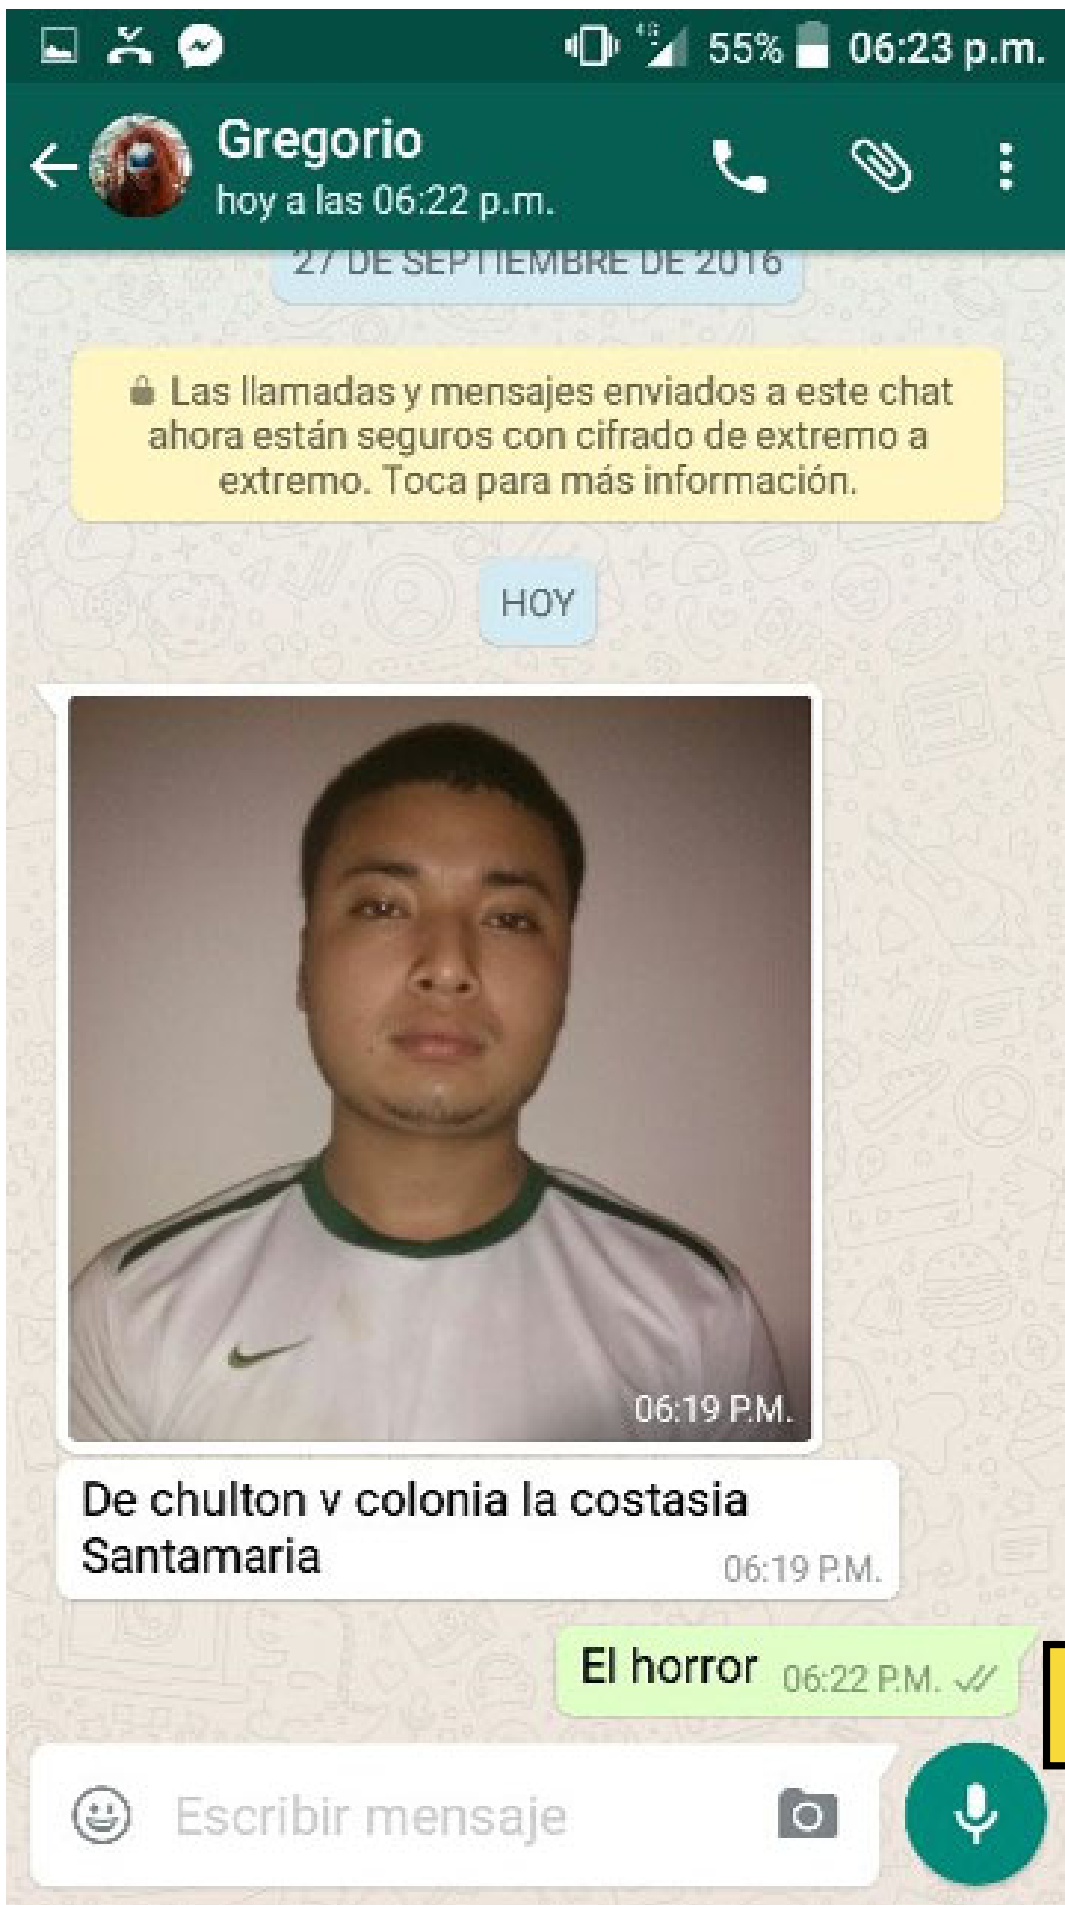 55% 06:23 p.m.
Gregorio
hoy a las 06:22 p.m.
27 DE SEPTIEMBRE DE 2016
Las llamadas y mensajes enviados a este chat
ahora están seguros con cifrado de extremo a
extremo. Toca para más información.
HOY
06:19 P.M.
De chulton v colonia la costasia
Santamaria
06:19 P.M.
El horror 06:22 P.M.
Escribir mensaje